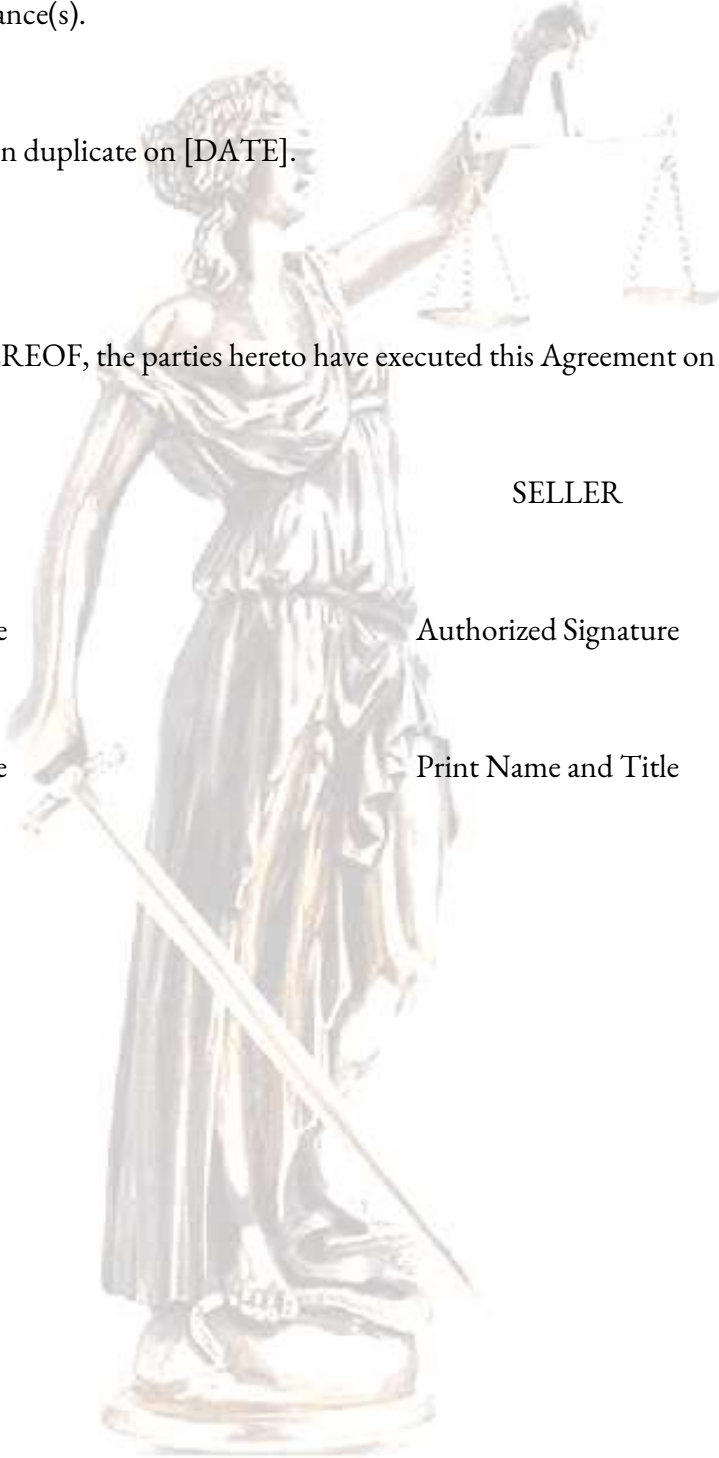 ance(s).
n duplicate on [DATE].
REOF, the parties hereto have executed this Agreement on
SELLER
e Authorized Signature
e Print Name and Title